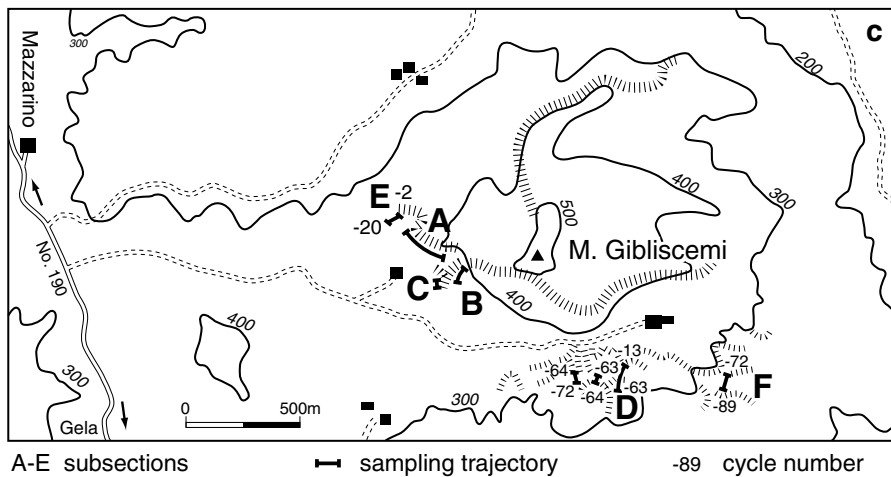 300
c
200
Mazzarino
400
300
500
E
-2
A
-20
M. Gibliscemi
No. 190
C
B
400
400
300
-13
-64
-63
-72
-72
-64
-63
F
D
-89
300
0
500m
Gela
A-E subsections
sampling trajectory
-89 cycle number